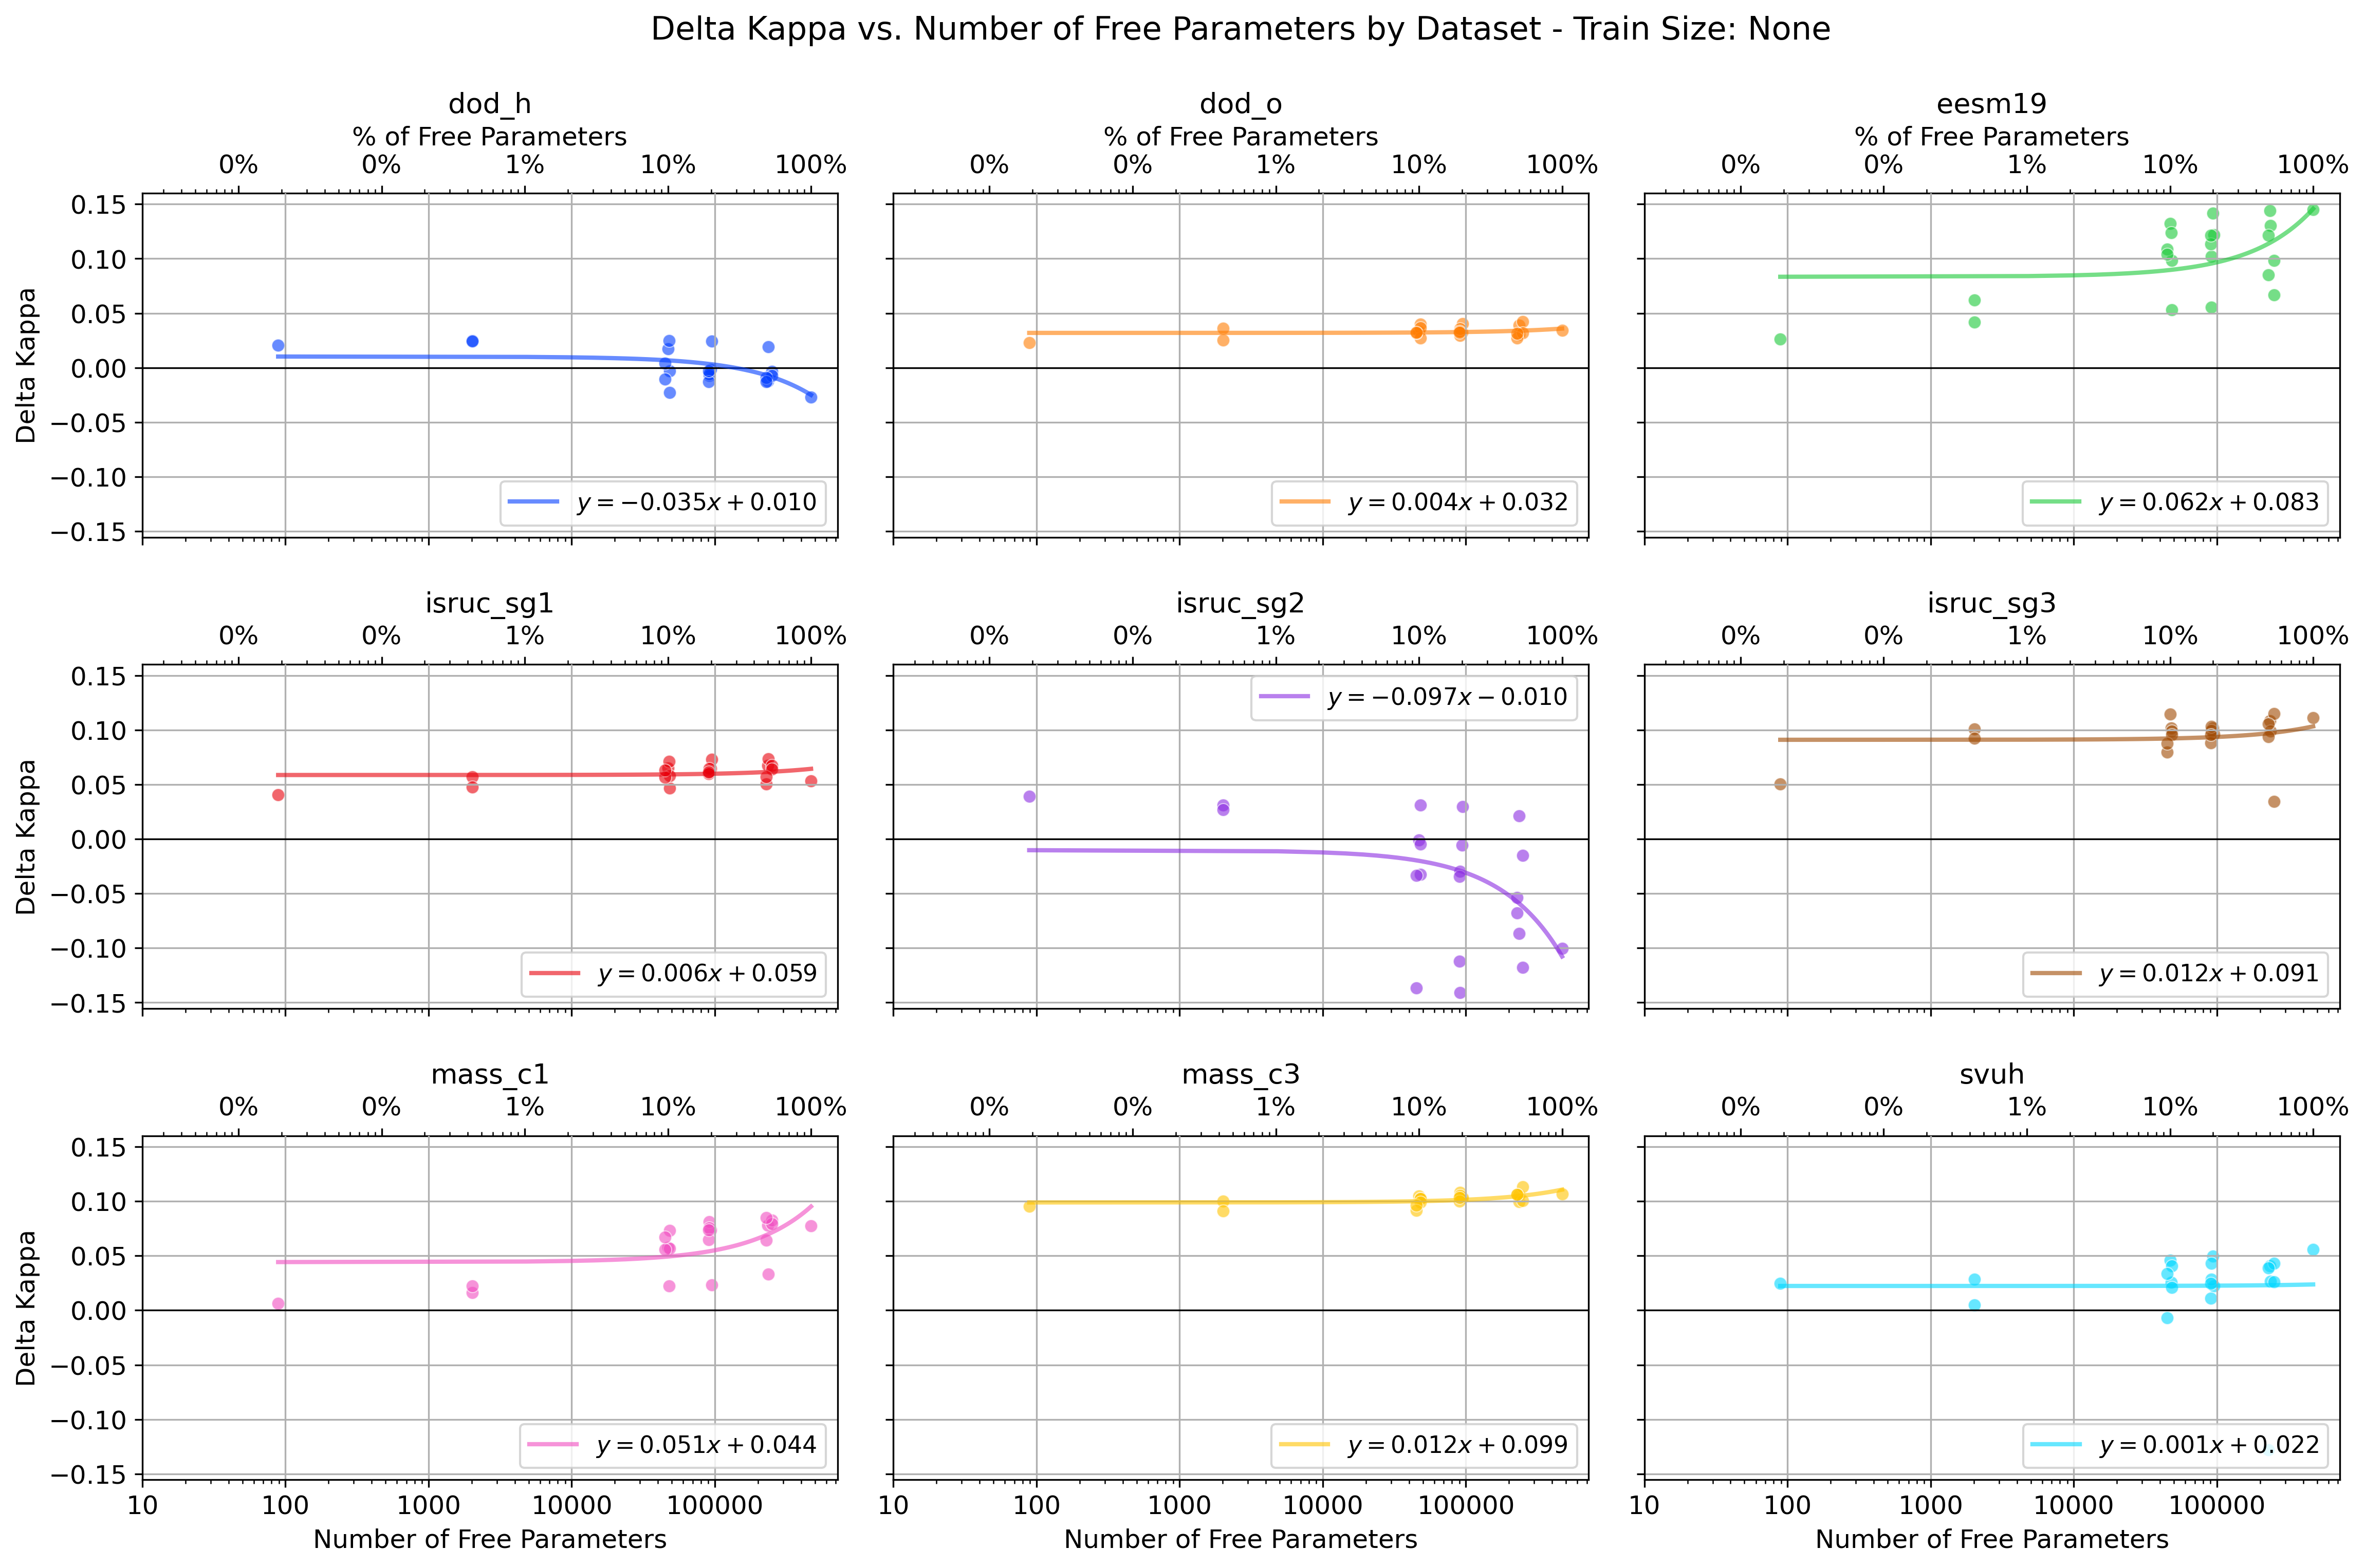 Delta Kappa vs. Number of Free Parameters by Dataset - Train Size: None
dod_h
dod_o
eesm19
% of Free Parameters
% of Free Parameters
% of Free Parameters
0% 0% 1% 10% 100%
0% 0% 1% 10% 100%
0% 0% 1% 10% 100%
Delta Kappa
0.15
0.10
0.05
0.00
−0.05
−0.10
−0.15
y = −0.035x + 0.010
y = 0.004x + 0.032
y = 0.062x + 0.083
isruc_sg1
isruc_sg2
isruc_sg3
0% 0% 1% 10% 100%
0% 0% 1% 10% 100%
0% 0% 1% 10% 100%
Delta Kappa
0.15
0.10
0.05
0.00
−0.05
−0.10
−0.15
y = 0.006x + 0.059
y = −0.097x − 0.010
y = 0.012x + 0.091
mass_c1
mass_c3
svuh
0% 0% 1% 10% 100%
0% 0% 1% 10% 100%
0% 0% 1% 10% 100%
Delta Kappa
0.15
0.10
0.05
0.00
−0.05
−0.10
−0.15
y = 0.051x + 0.044
y = 0.012x + 0.099
y = 0.001x + 0.022
10 100 1000 10000 100000
10 100 1000 10000 100000
10 100 1000 10000 100000
Number of Free Parameters
Number of Free Parameters
Number of Free Parameters